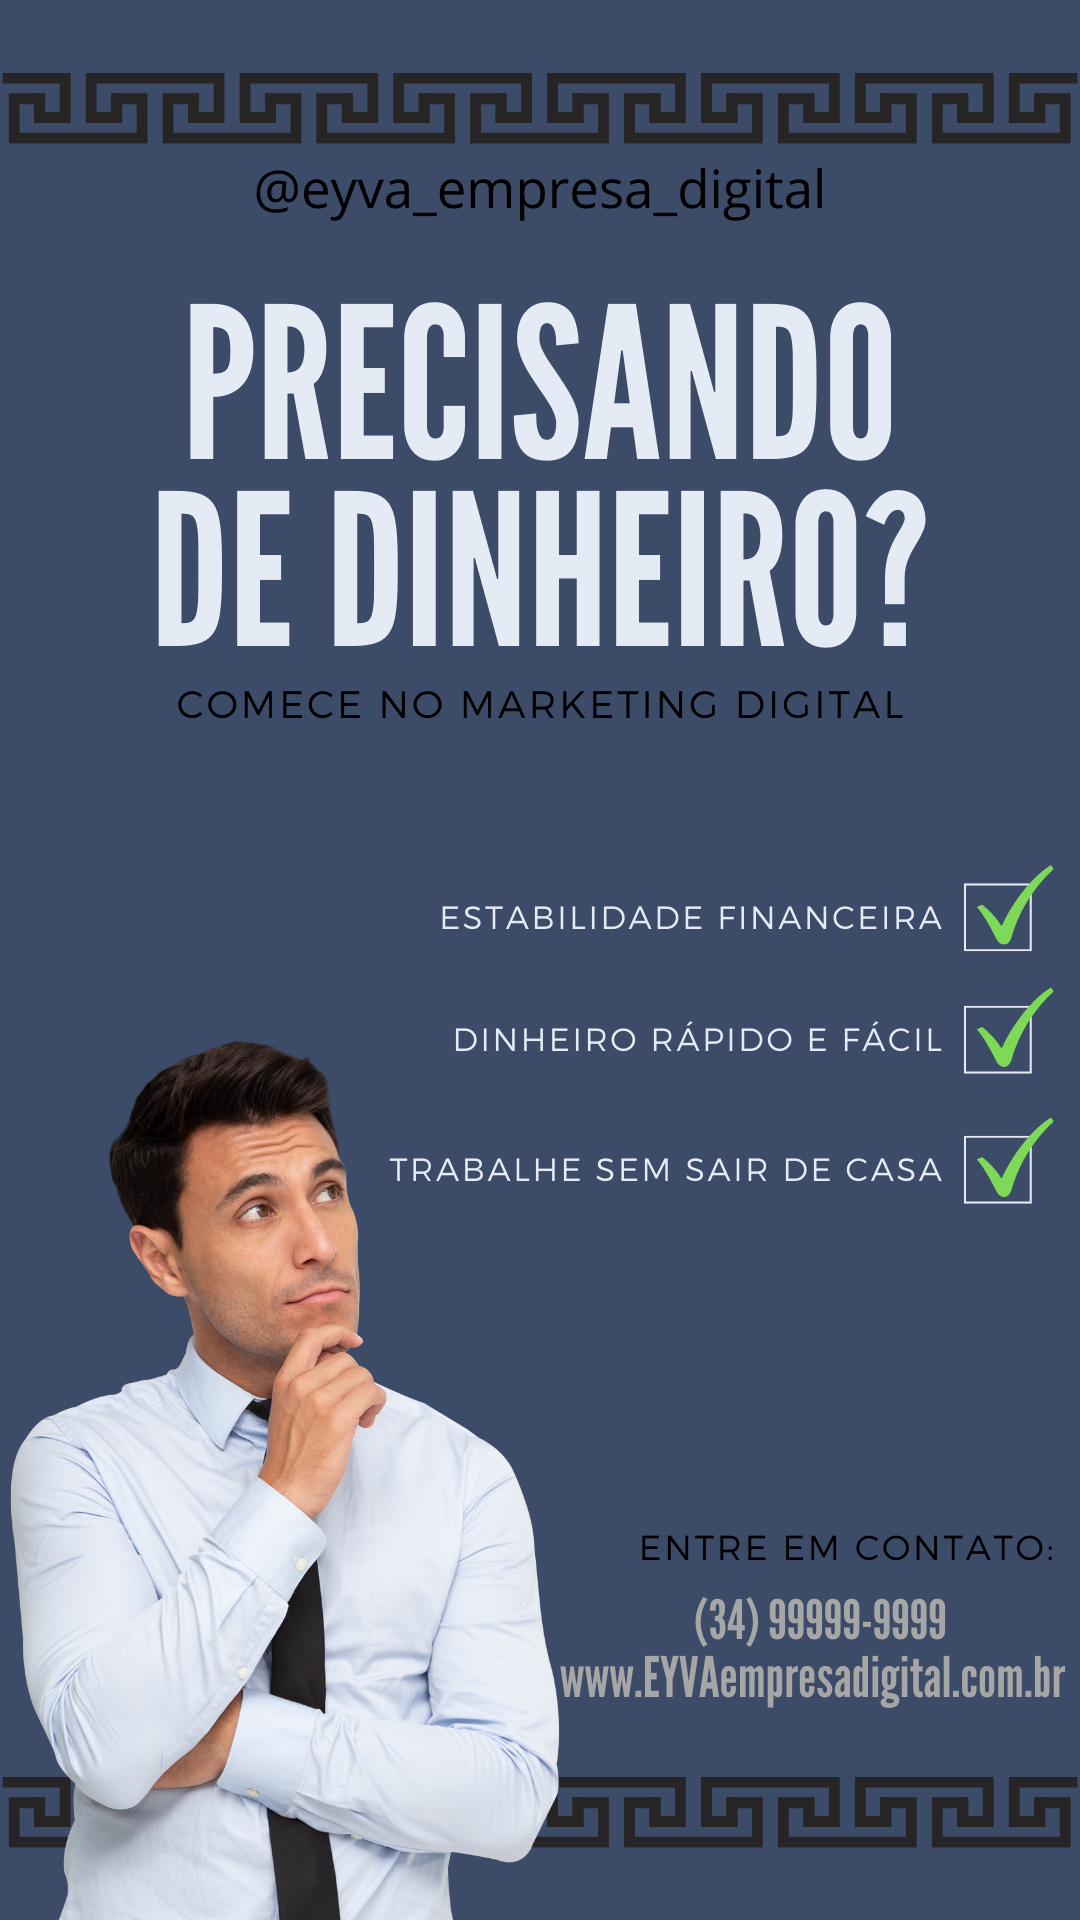 @eyva_empresa_digital
PRECISANDO
DE DINHEIRO?
COMECE NO MARKETING DIGITAL
ESTABILIDADE FINANCEIRA
DINHEIRO RÁPIDO E FÁCIL
TRABALHE SEM SAIR DE CASA
ENTRE EM CONTATO:
(34) 99999-9999
www.EYVAempresadigital.com.br